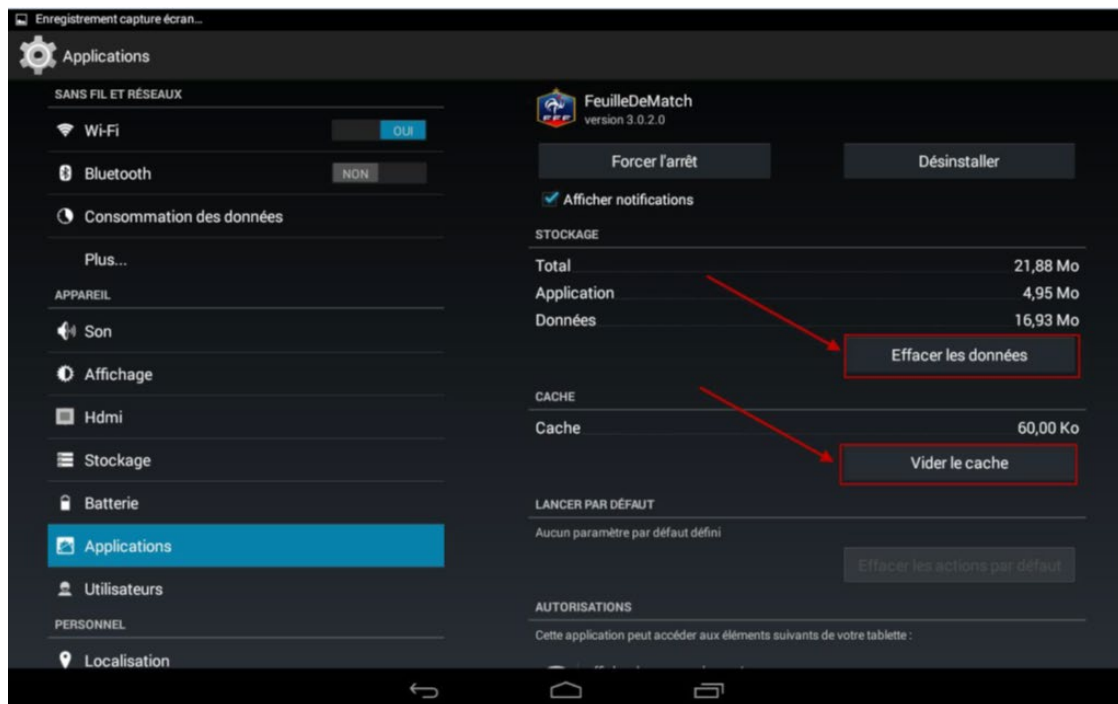 Enregistrement capture écran...
Applications
SANS FIL ET RÉSEAUX
Wi-Fi
OUI
Bluetooth
NON
Consommation des données
Plus...
APPAREIL
Son
Affichage
Hdmi
Stockage
Batterie
Applications
Utilisateurs
PERSONNEL
Localisation
FeuilleDeMatch
version 3.0.2.0
Forcer l'arrêt
Désinstaller
Afficher notifications
STOCKAGE
Total 21,88 Mo
Application 4,95 Mo
Données 16,93 Mo
Effacer les données
CACHE
Cache 60,00 Ko
Vider le cache
LANCER PAR DÉFAUT
Aucun paramètre par défaut défini
Effacer les actions par défaut
AUTORISATIONS
Cette application peut accéder aux éléments suivants de votre tablette :